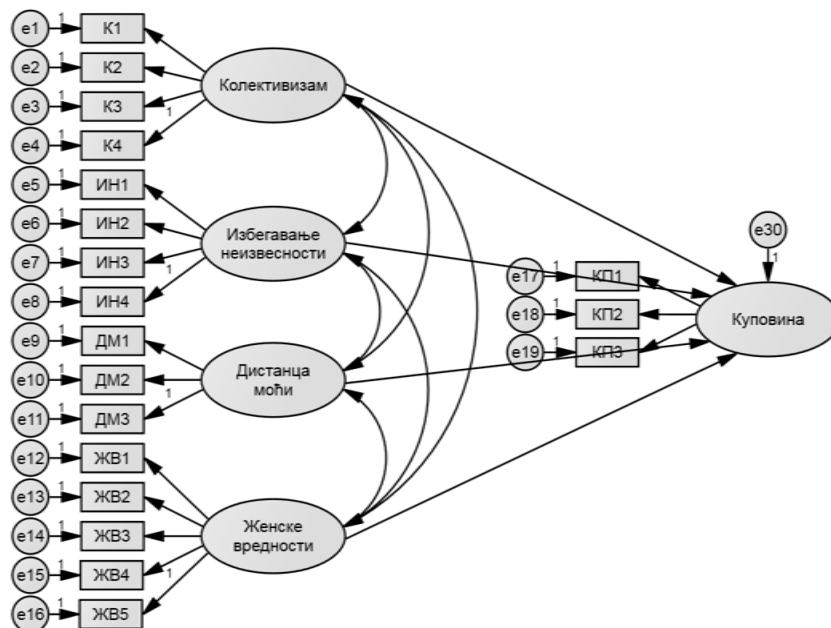 e1 1 К1
e2 1 К2
e3 1 К3
e4 1 К4
1
Колективизам
e5 1 ИН1
e6 1 ИН2
e7 1 ИН3
e8 1 ИН4
1
Избегавање
неизвесности
e9 1 ДМ1
e10 1 ДМ2
e11 1 ДМ3
1
Дистанца
моћи
e12 1 ЖВ1
e13 1 ЖВ2
e14 1 ЖВ3
e15 1 ЖВ4
e16 1 ЖВ5
1
Женске
вредности
e17 1 КП1
e18 1 КП2
e19 1 КП3
e30
1
Куповина